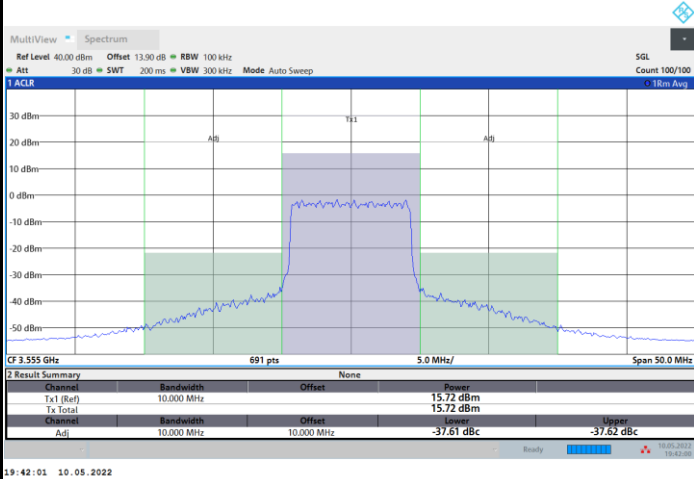 MultiView Spectrum
Ref Level 40.00 dBm Offset 13.90 dB RBW 100 kHz SGL
Att 30 dB SWT 200 ms VBW 300 kHz Mode Auto Sweep Count 100/100
1 ACLR 1Rm Avg
Tx1
30 dBm
Adj Adj
20 dBm
10 dBm
0 dBm
-10 dBm
-20 dBm
-30 dBm
-40 dBm
-50 dBm
CF 3.555 GHz 691 pts 5.0 MHz/ Span 50.0 MHz
2 Result Summary None
Channel Bandwidth Offset Power
Tx1 (Ref) 10.000 MHz 15.72 dBm
Tx Total 15.72 dBm
Channel Bandwidth Offset Lower Upper
Adj 10.000 MHz 10.000 MHz -37.61 dBc -37.62 dBc
Ready 10.05.2022
19:42:00
19:42:01 10.05.2022